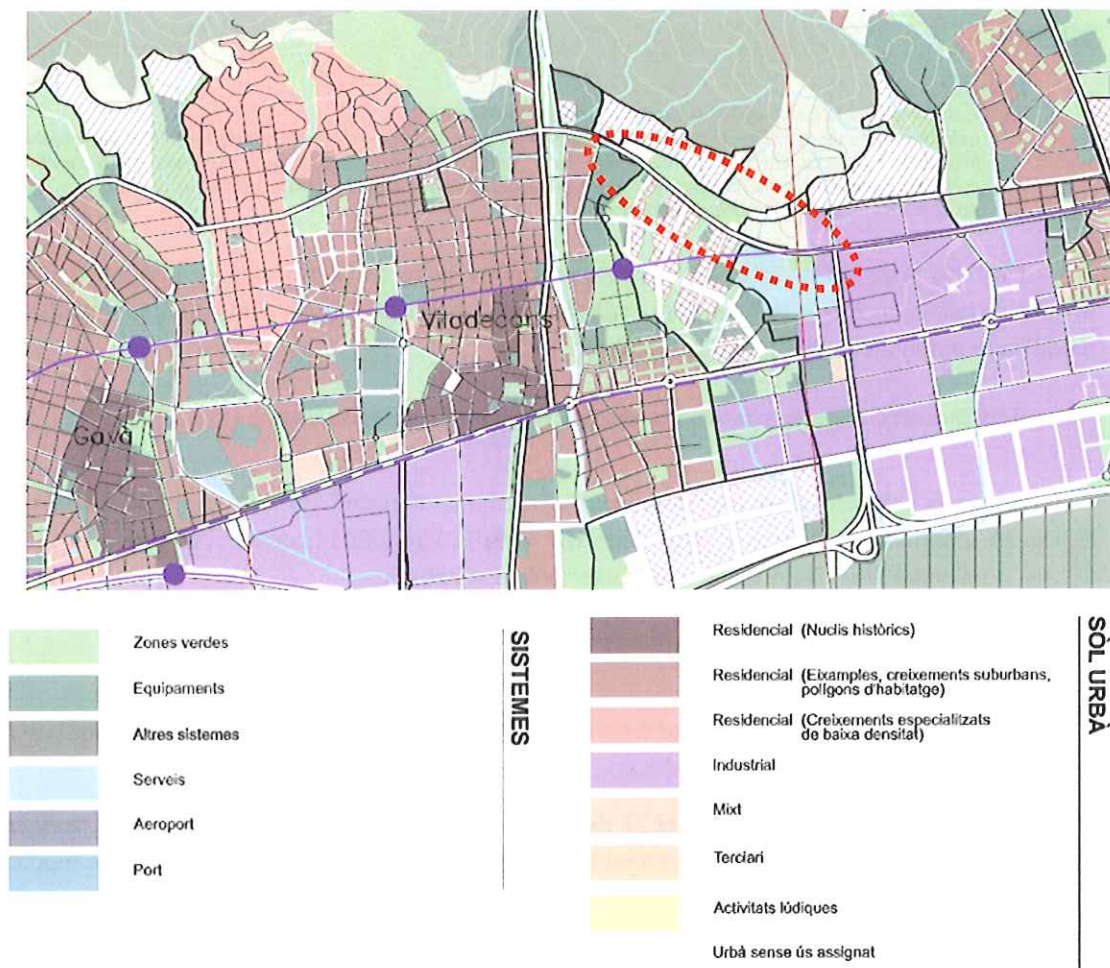 Viladecans
Gavà
Zones verdes
Equipaments
Altres sistemes
Serveis
Aeroport
Port
SISTEMES
Residencial (Nuclis històrics)
Residencial (Eixamples, creixements suburbans,
polígons d'habitatge)
Residencial (Creixements especialitzats
de baixa densitat)
Industrial
Mixt
Terciari
Activitats lúdiques
Urbà sense ús assignat
SÒL URBÀ